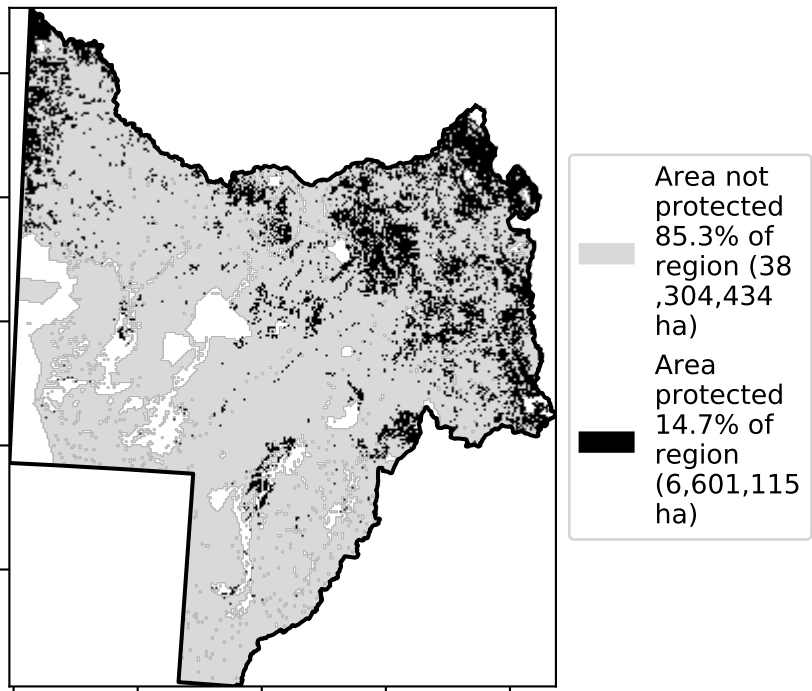 Area not
protected
85.3% of
region (38
,304,434
ha)
Area
protected
14.7% of
region
(6,601,115
ha)